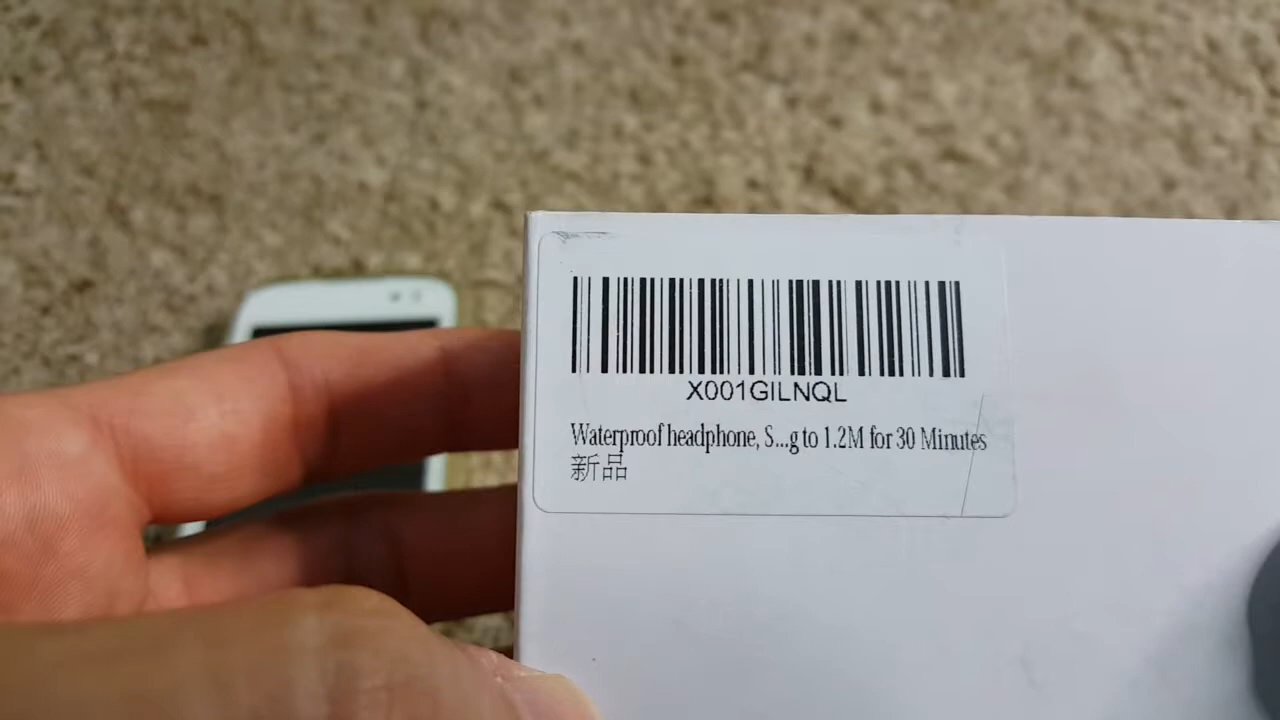 X001GILNQL
Waterproof headphone, S...g to 1.2M for 30 Minutes
新品